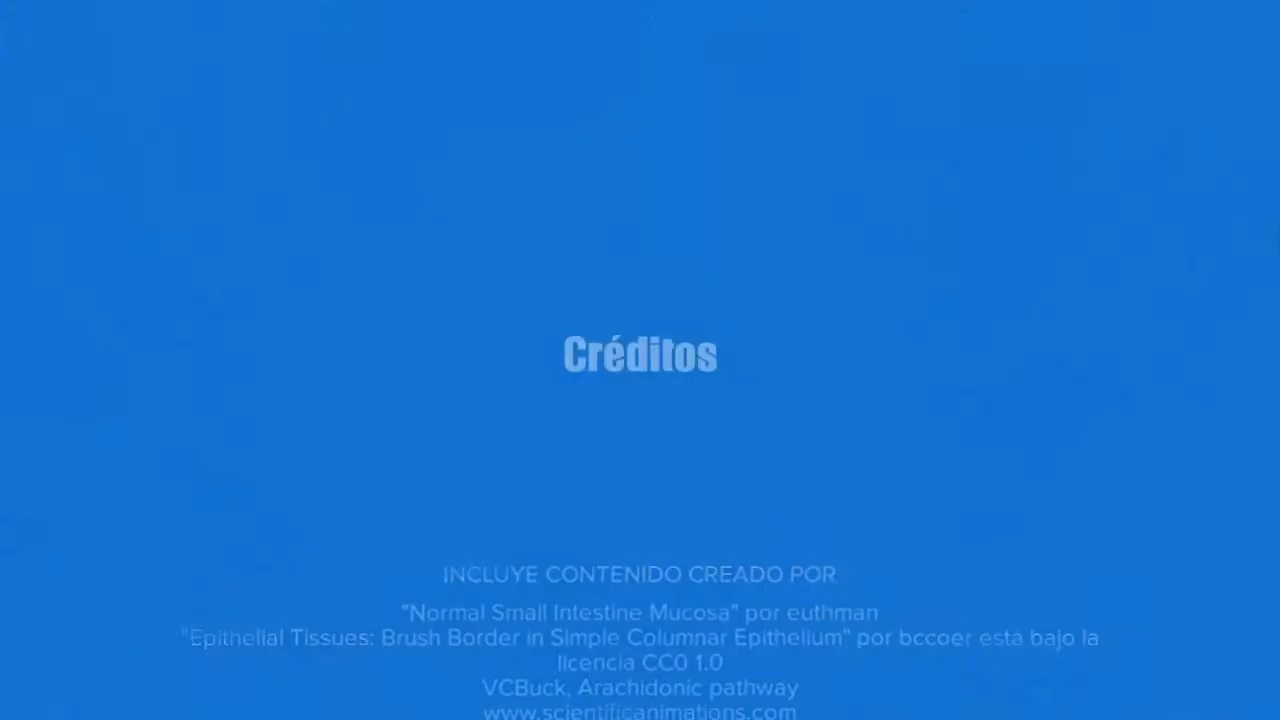 Créditos
INCLUYE CONTENIDO CREADO POR
"Normal Small Intestine Mucosa" por euthman
"Epithelial Tissues: Brush Border in Simple Columnar Epithelium" por bccoer está bajo la
licencia CC0 1.0
VCBuck, Arachidonic pathway
www.scientificanimations.com